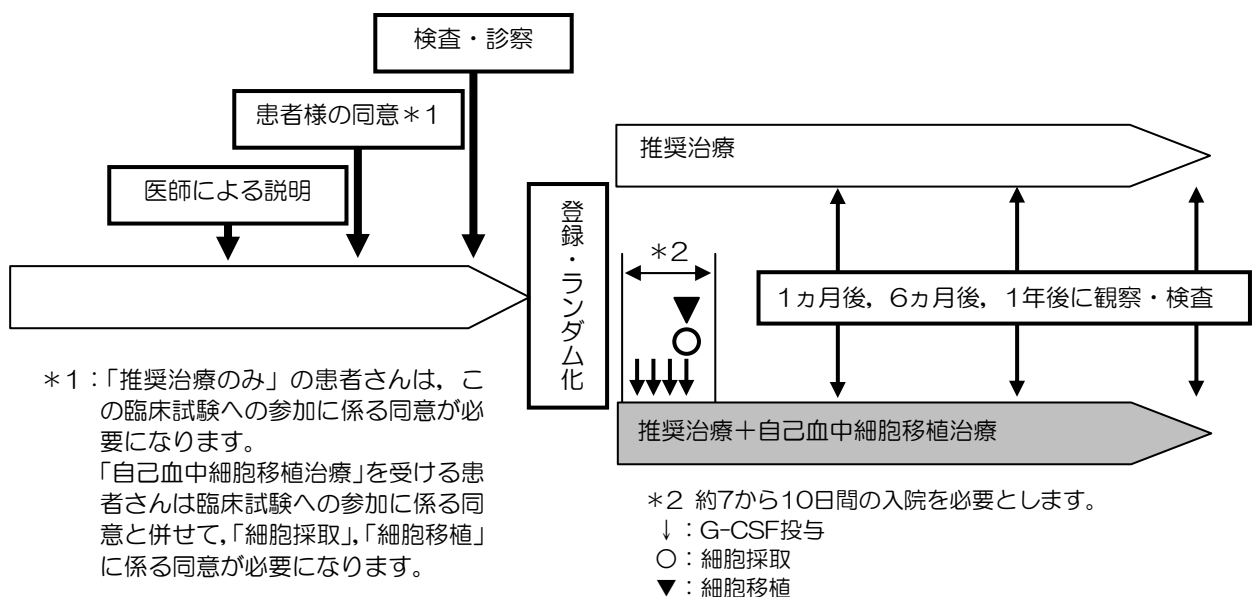 検査・診察
患者様の同意＊1
医師による説明
登録・ランダム化
推奨治療
＊2
1ヵ月後，6ヵ月後，1年後に観察・検査
推奨治療＋自己血中細胞移植治療
＊1：「推奨治療のみ」の患者さんは，こ
の臨床試験への参加に係る同意が必
要になります。
「自己血中細胞移植治療」を受ける患
者さんは臨床試験への参加に係る同
意と併せて，「細胞採取」，「細胞移植」
に係る同意が必要になります。
＊2 約7から10日間の入院を必要とします。
↓：G-CSF投与
○：細胞採取
▼：細胞移植